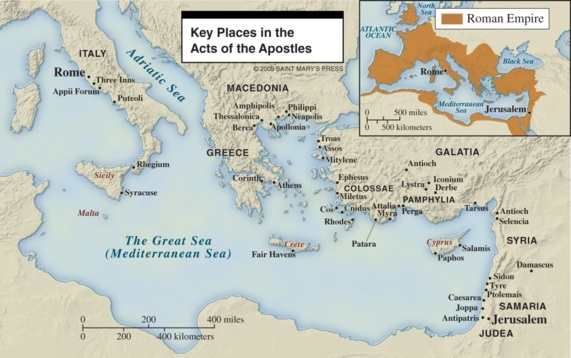 Key Places in the
Acts of the Apostles
© 2009 SAINT MARY'S PRESS
North
Sea
Roman Empire
ATLANTIC
OCEAN
Black Sea
Rome
Mediterranean
Sea
Jerusalem
0 500 miles
0 500 kilometers
ITALY
Rome
Three Inns
Appii Forum
Puteoli
Adriatic Sea
MACEDONIA
Amphipolis
Philippi
Thessalonica
Neapolis
Berea
Apollonia
Troas
Assos
Mitylene
GREECE
GALATIA
Rhegium
Sicily
Syracuse
Malta
Corinth
Athens
Ephesus
COLOSSAE
Miletus
Antioch
Lystra
Iconium
Derbe
PAMPHYLIA
Cos
Cnidus
Attalia
Myra
Perga
Rhodes
Patara
Tarsus
Antioch
Seleucia
The Great Sea
(Mediterranean Sea)
Crete
Fair Havens
Cyprus
Salamis
Paphos
SYRIA
Damascus
Sidon
Tyre
Ptolemais
Caesarea
SAMARIA
Joppa
Antipatris
Jerusalem
JUDEA
0 200 400 miles
0 200 400 kilometers